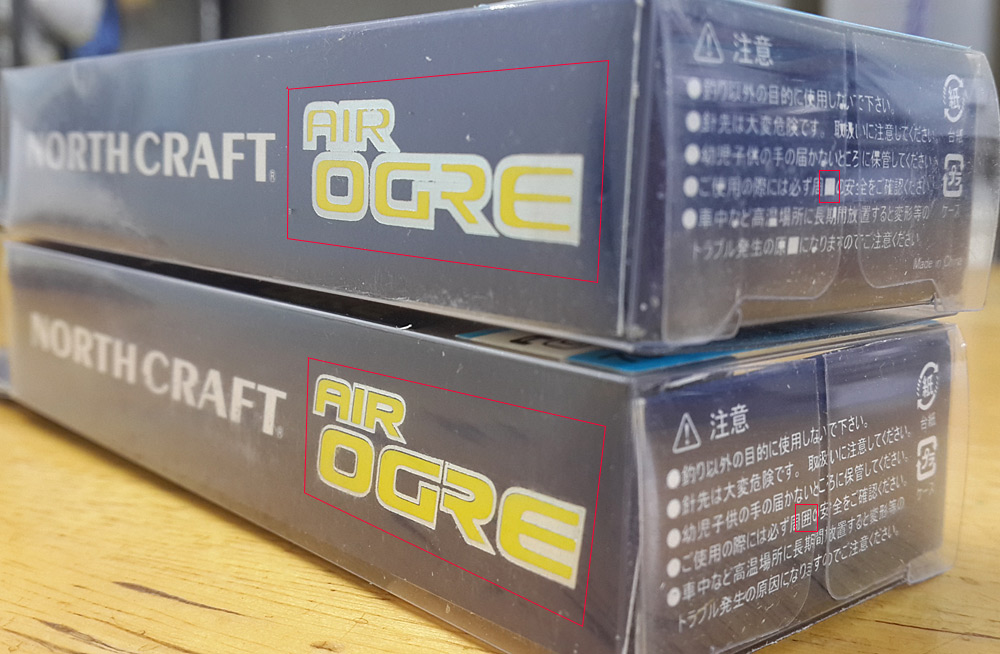 NORTH CRAFT®
AIR
OGRE
注意
●釣り以外の目的に使用しないで下さい。
●針先は大変危険です。 取扱いに注意してください。
●幼児子供の手の届かないところに保管してください。
●ご使用の際には必ず周■の安全をご確認ください。
●車中など高温場所に長期間放置すると変形等の
トラブル発生の原■になりますのでご注意ください。
Made in China
紙
台紙
プラ
ケース
NORTH CRAFT®
AIR
OGRE
注意
●釣り以外の目的に使用しないで下さい。
●針先は大変危険です。 取扱いに注意してください。
●幼児子供の手の届かないところに保管してください。
●ご使用の際には必ず周囲の安全をご確認ください。
●車中など高温場所に長期間放置すると変形等の
トラブル発生の原因になりますのでご注意ください。
紙
台紙
プラ
ケース